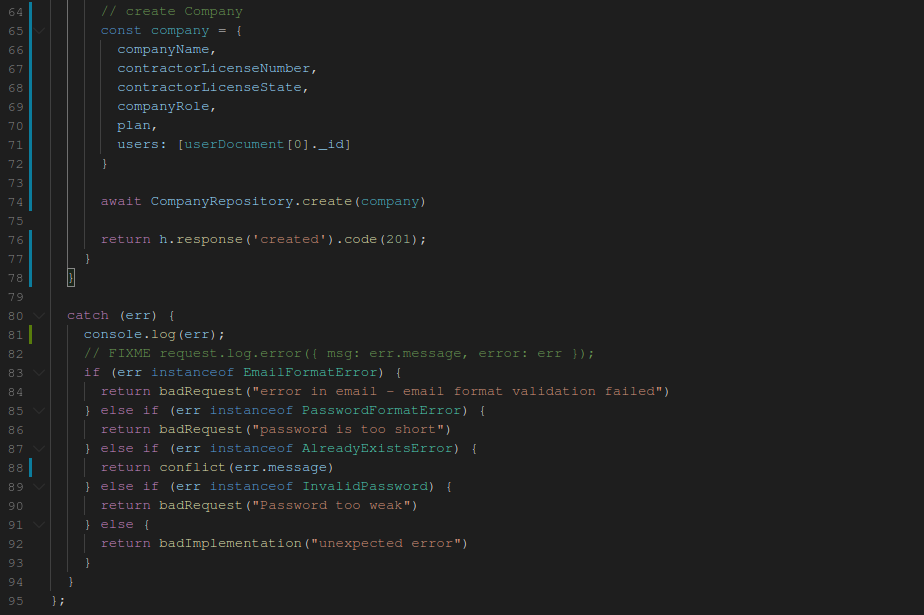 64 // create Company
65 const company = {
66 companyName,
67 contractorLicenseNumber,
68 contractorLicenseState,
69 companyRole,
70 plan,
71 users: [userDocument[0]._id]
72 }
73
74 await CompanyRepository.create(company)
75
76 return h.response('created').code(201);
77 }
78 }
79
80 catch (err) {
81 console.log(err);
82 // FIXME request.log.error({ msg: err.message, error: err });
83 if (err instanceof EmailFormatError) {
84 return badRequest("error in email - email format validation failed")
85 } else if (err instanceof PasswordFormatError) {
86 return badRequest("password is too short")
87 } else if (err instanceof AlreadyExistsError) {
88 return conflict(err.message)
89 } else if (err instanceof InvalidPassword) {
90 return badRequest("Password too weak")
91 } else {
92 return badImplementation("unexpected error")
93 }
94 }
95 };